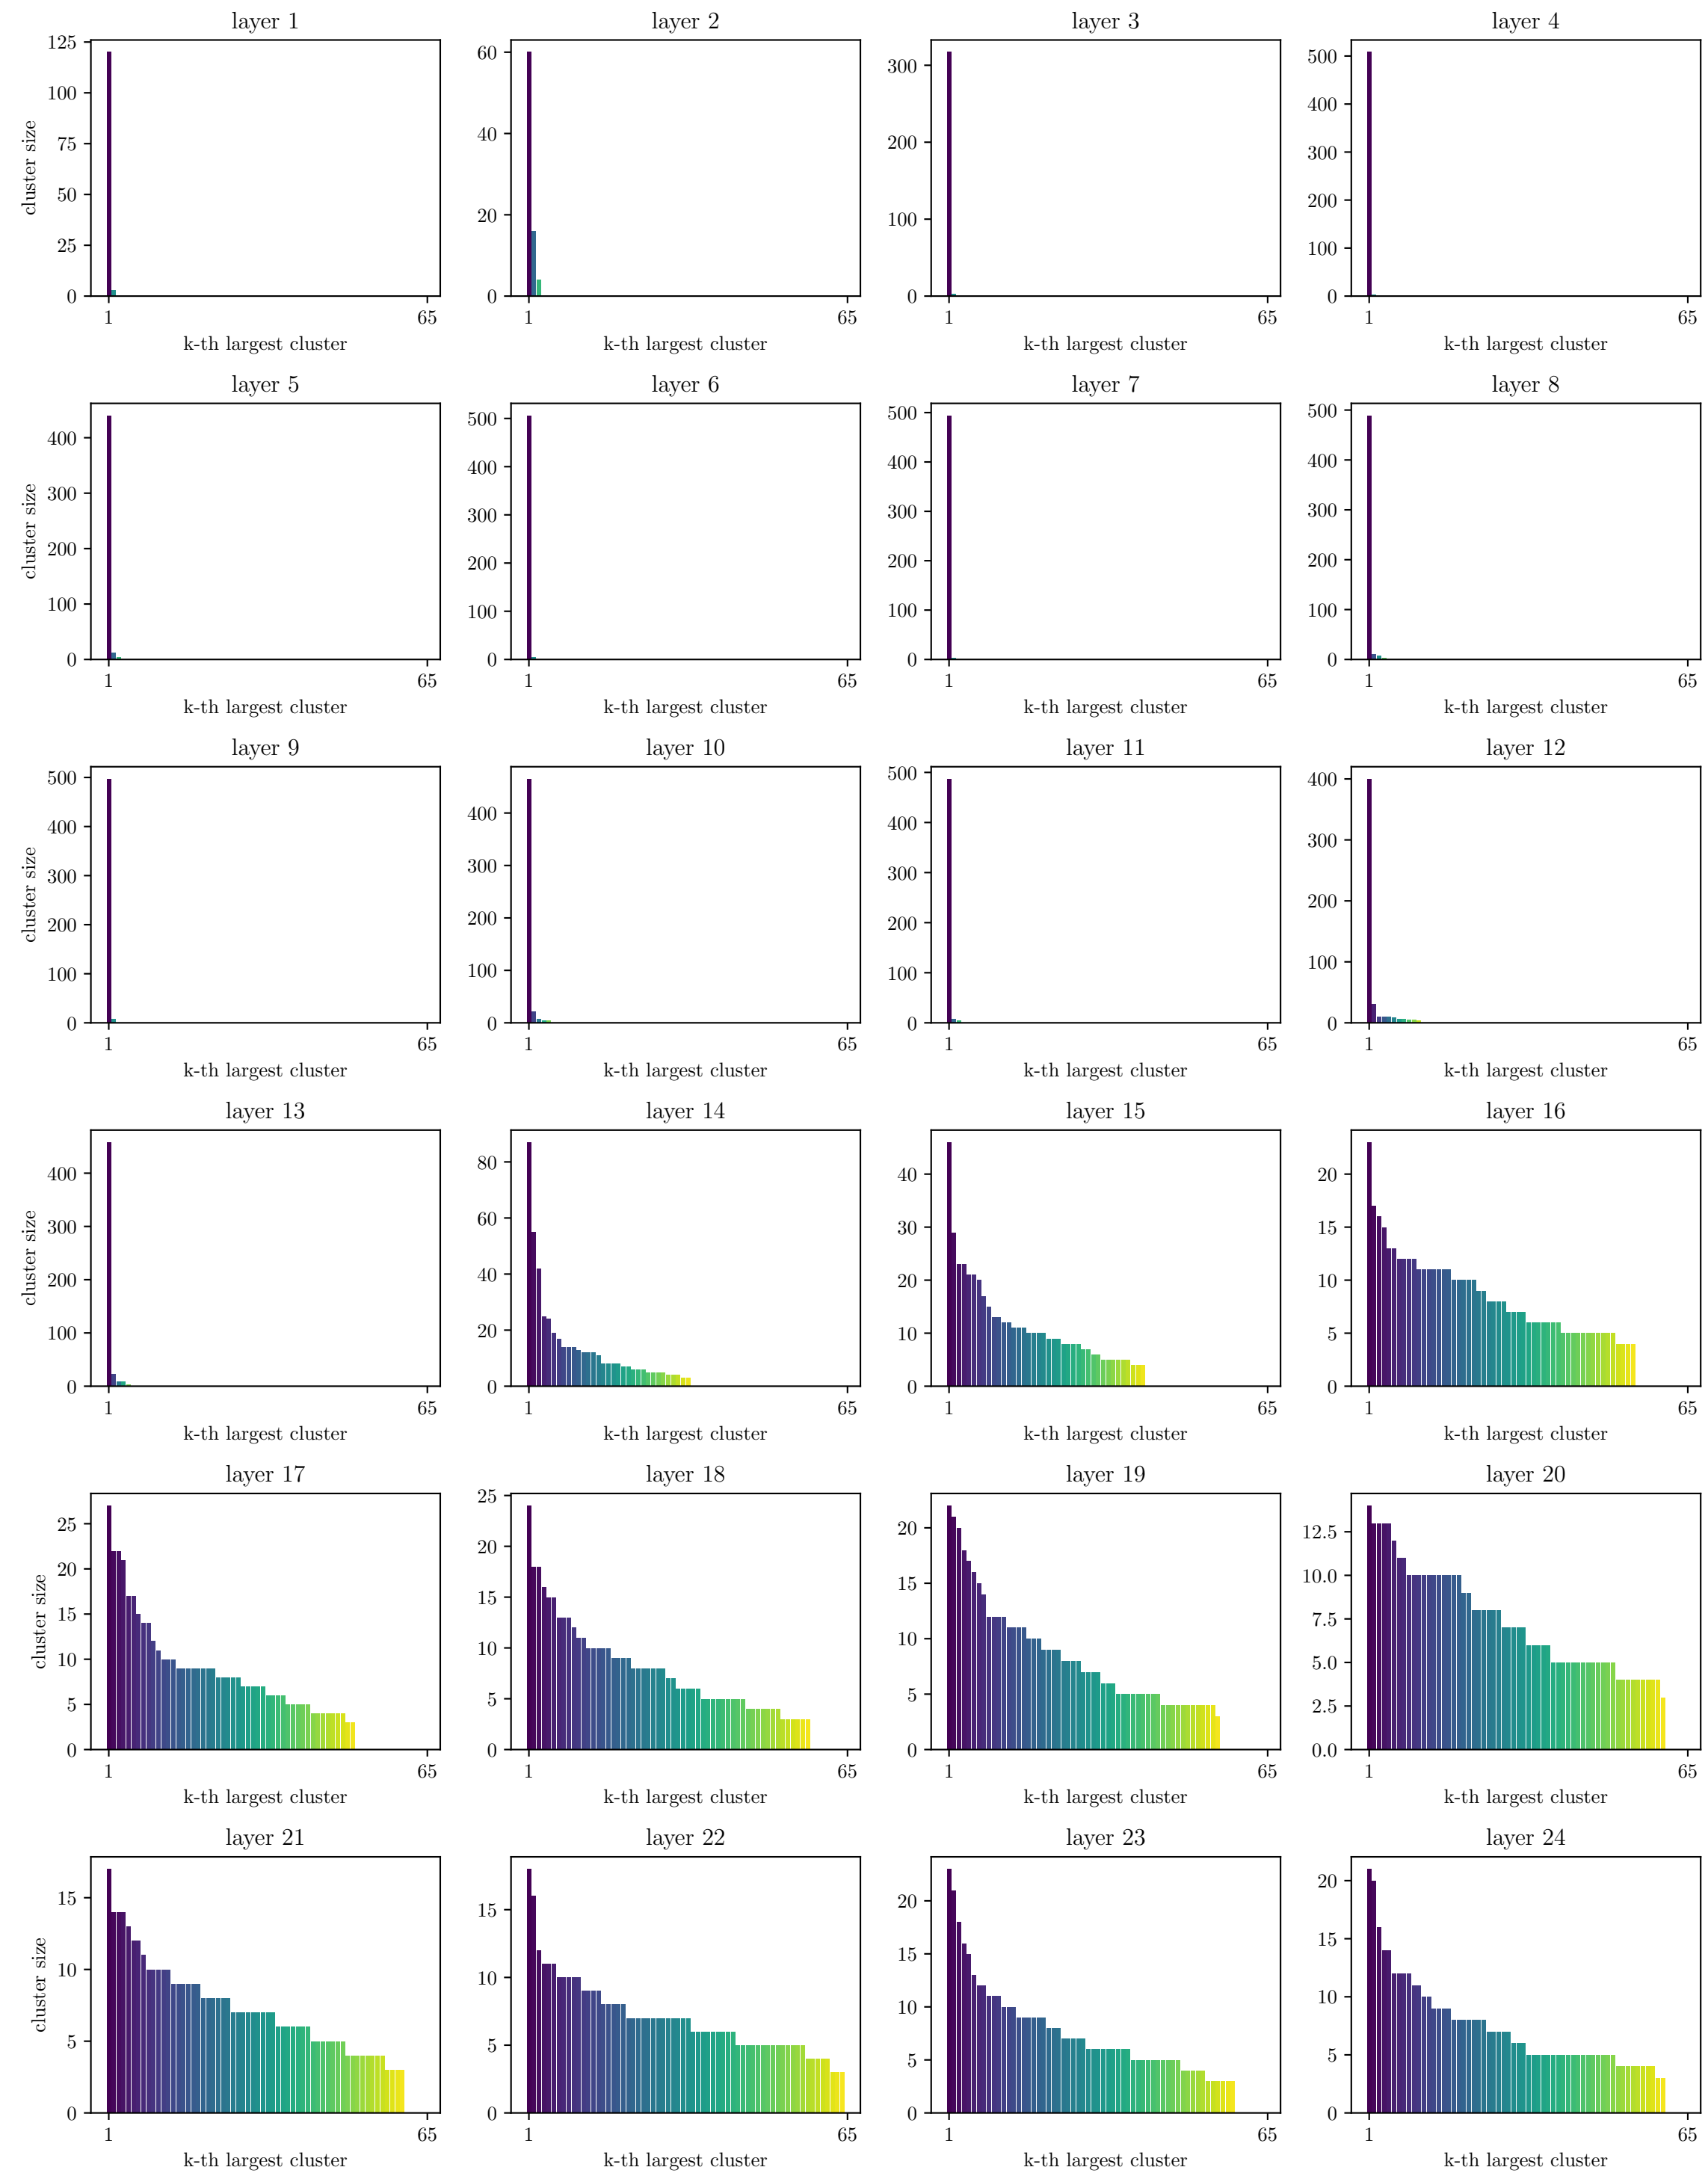 layer 1
125
100
75
50
25
0
cluster size
1 65
k-th largest cluster
layer 2
60
40
20
0
1 65
k-th largest cluster
layer 3
300
200
100
0
1 65
k-th largest cluster
layer 4
500
400
300
200
100
0
1 65
k-th largest cluster
layer 5
400
300
200
100
0
cluster size
1 65
k-th largest cluster
layer 6
500
400
300
200
100
0
1 65
k-th largest cluster
layer 7
500
400
300
200
100
0
1 65
k-th largest cluster
layer 8
500
400
300
200
100
0
1 65
k-th largest cluster
layer 9
500
400
300
200
100
0
cluster size
1 65
k-th largest cluster
layer 10
400
300
200
100
0
1 65
k-th largest cluster
layer 11
500
400
300
200
100
0
1 65
k-th largest cluster
layer 12
400
300
200
100
0
1 65
k-th largest cluster
layer 13
400
300
200
100
0
cluster size
1 65
k-th largest cluster
layer 14
80
60
40
20
0
1 65
k-th largest cluster
layer 15
40
30
20
10
0
1 65
k-th largest cluster
layer 16
20
15
10
5
0
1 65
k-th largest cluster
layer 17
25
20
15
10
5
0
cluster size
1 65
k-th largest cluster
layer 18
25
20
15
10
5
0
1 65
k-th largest cluster
layer 19
20
15
10
5
0
1 65
k-th largest cluster
layer 20
12.5
10.0
7.5
5.0
2.5
0.0
1 65
k-th largest cluster
layer 21
15
10
5
0
cluster size
1 65
k-th largest cluster
layer 22
15
10
5
0
1 65
k-th largest cluster
layer 23
20
15
10
5
0
1 65
k-th largest cluster
layer 24
20
15
10
5
0
1 65
k-th largest cluster